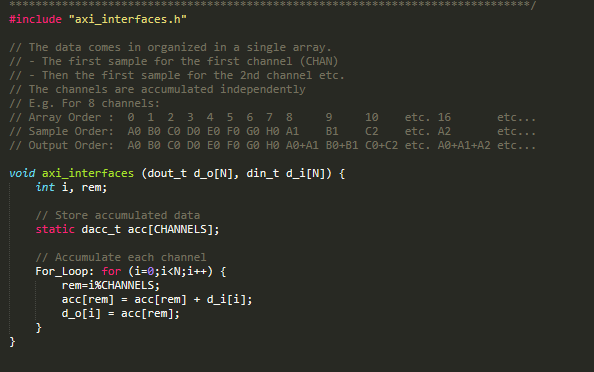 *******************************************************************************/
#include "axi_interfaces.h"
// The data comes in organized in a single array.
// - The first sample for the first channel (CHAN)
// - Then the first sample for the 2nd channel etc.
// The channels are accumulated independently
// E.g. For 8 channels:
// Array Order :  0  1  2  3  4  5  6  7  8     9     10    etc. 16       etc...
// Sample Order:  A0 B0 C0 D0 E0 F0 G0 H0 A1    B1    C2    etc. A2       etc...
// Output Order:  A0 B0 C0 D0 E0 F0 G0 H0 A0+A1 B0+B1 C0+C2 etc. A0+A1+A2 etc...
void axi_interfaces (dout_t d_o[N], din_t d_i[N]) {
    int i, rem;
    // Store accumulated data
    static dacc_t acc[CHANNELS];
    // Accumulate each channel
    For_Loop: for (i=0;i<N;i++) {
        rem=i%CHANNELS;
        acc[rem] = acc[rem] + d_i[i];
        d_o[i] = acc[rem];
    }
}